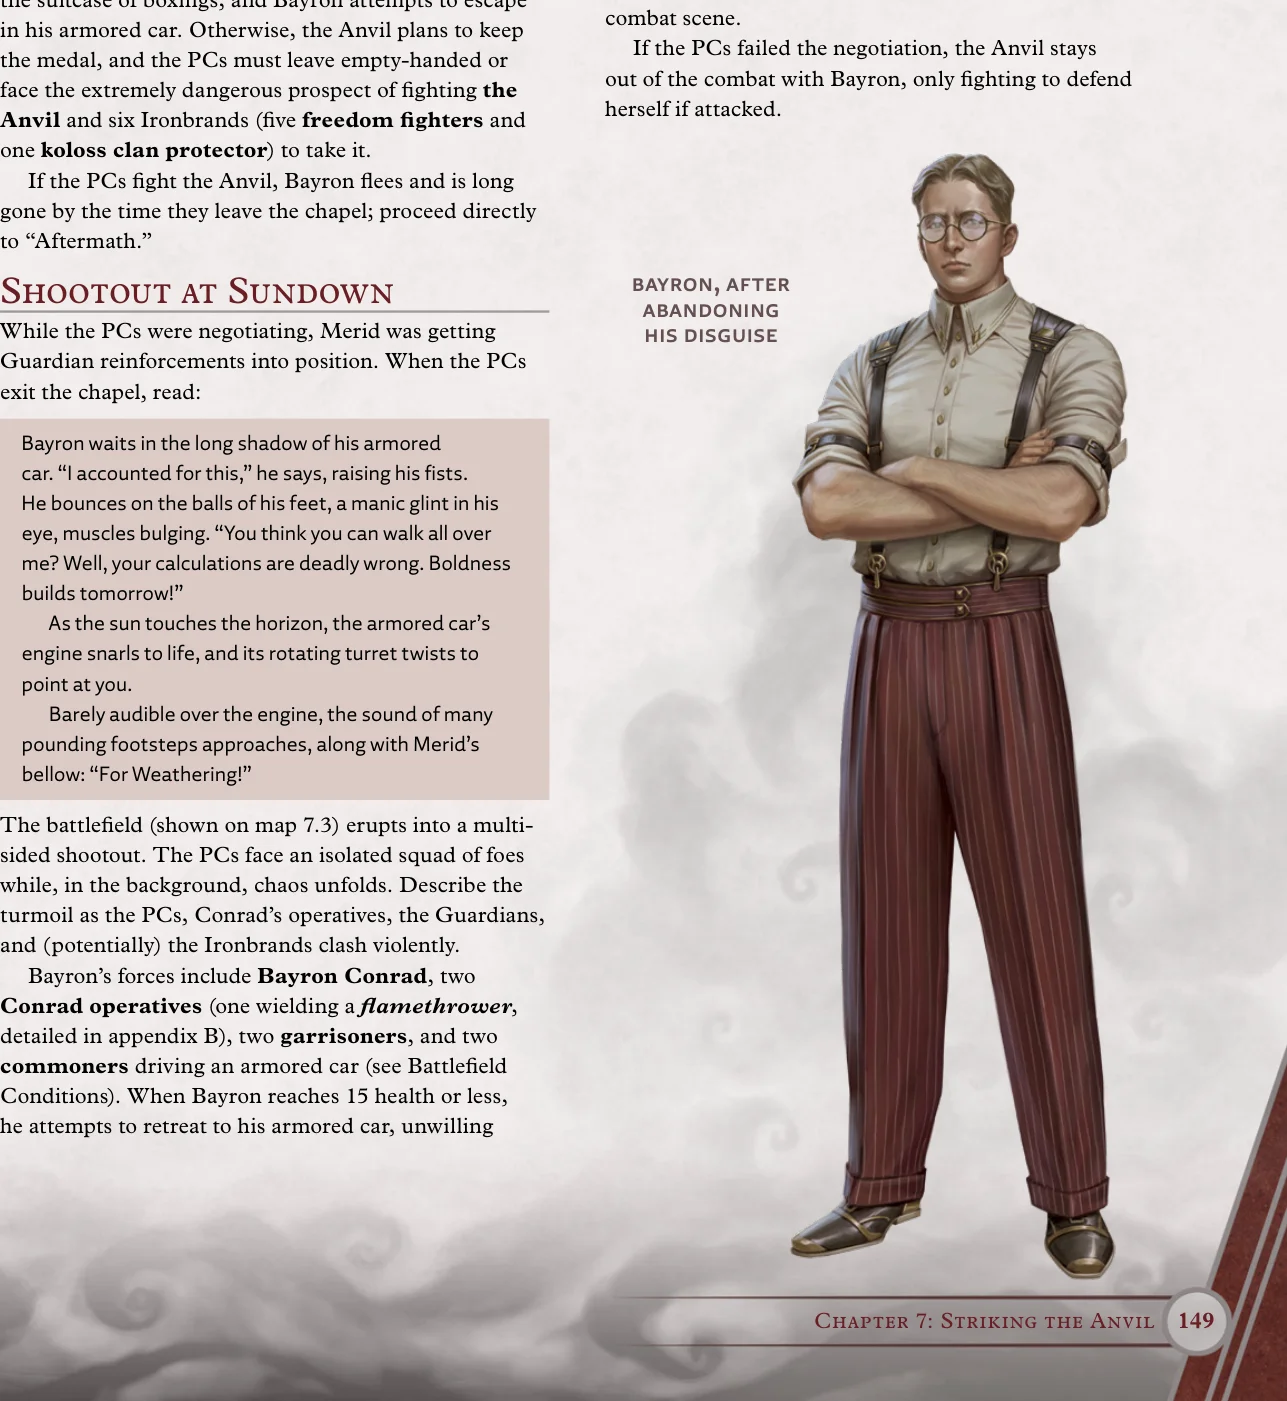 the suitcase of boxings, and Bayron attempts to escape
in his armored car. Otherwise, the Anvil plans to keep
the medal, and the PCs must leave empty-handed or
face the extremely dangerous prospect of fighting the
Anvil and six Ironbrands (five freedom fighters and
one koloss clan protector) to take it.
If the PCs fight the Anvil, Bayron flees and is long
gone by the time they leave the chapel; proceed directly
to “Aftermath.”
Shootout at Sundown
While the PCs were negotiating, Merid was getting
Guardian reinforcements into position. When the PCs
exit the chapel, read:
Bayron waits in the long shadow of his armored
car. “I accounted for this,” he says, raising his fists.
He bounces on the balls of his feet, a manic glint in his
eye, muscles bulging. “You think you can walk all over
me? Well, your calculations are deadly wrong. Boldness
builds tomorrow!”
As the sun touches the horizon, the armored car’s
engine snarls to life, and its rotating turret twists to
point at you.
Barely audible over the engine, the sound of many
pounding footsteps approaches, along with Merid’s
bellow: “For Weathering!”
The battlefield (shown on map 7.3) erupts into a multi-
sided shootout. The PCs face an isolated squad of foes
while, in the background, chaos unfolds. Describe the
turmoil as the PCs, Conrad’s operatives, the Guardians,
and (potentially) the Ironbrands clash violently.
Bayron’s forces include Bayron Conrad, two
Conrad operatives (one wielding a flamethrower,
detailed in appendix B), two garrisoners, and two
commoners driving an armored car (see Battlefield
Conditions). When Bayron reaches 15 health or less,
he attempts to retreat to his armored car, unwilling
combat scene.
If the PCs failed the negotiation, the Anvil stays
out of the combat with Bayron, only fighting to defend
herself if attacked.
BAYRON, AFTER
ABANDONING
HIS DISGUISE
Chapter 7: Striking the Anvil
149